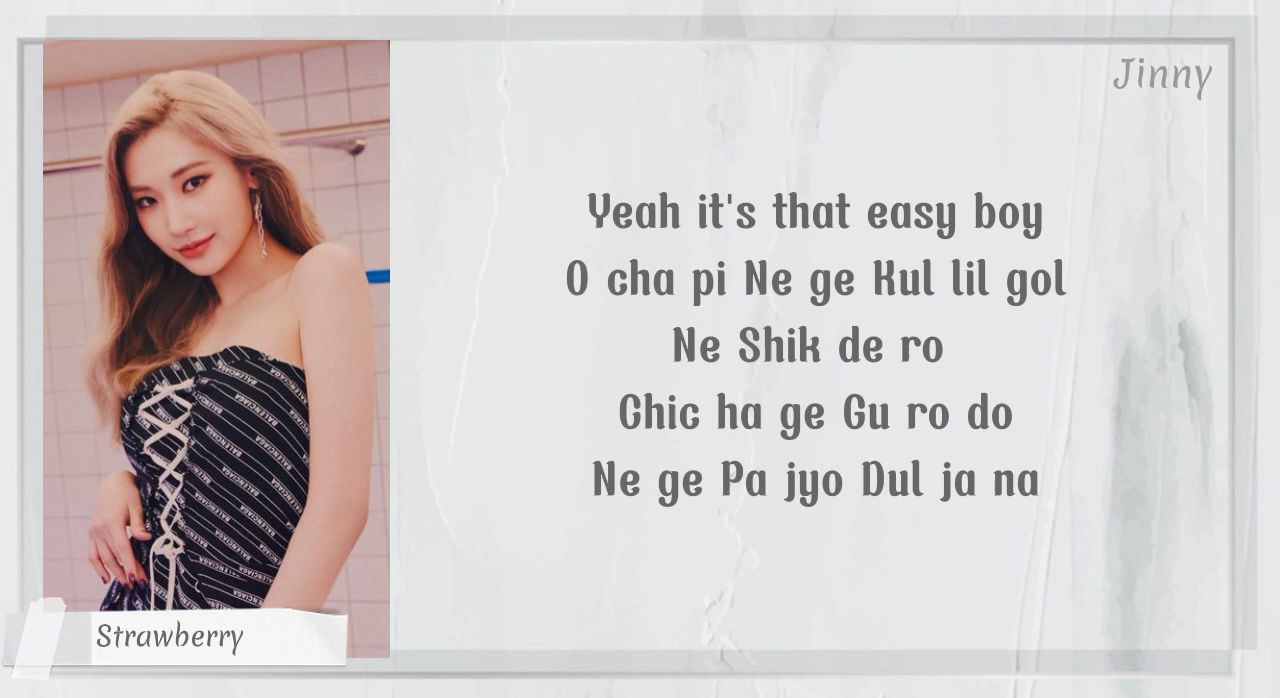 Jinny
Yeah it's that easy boy
O cha pi Ne ge Kul lil gol
Ne Shik de ro
Chic ha ge Gu ro do
Ne ge Pa jyo Dul ja na
BALENCIAGA
Strawberry